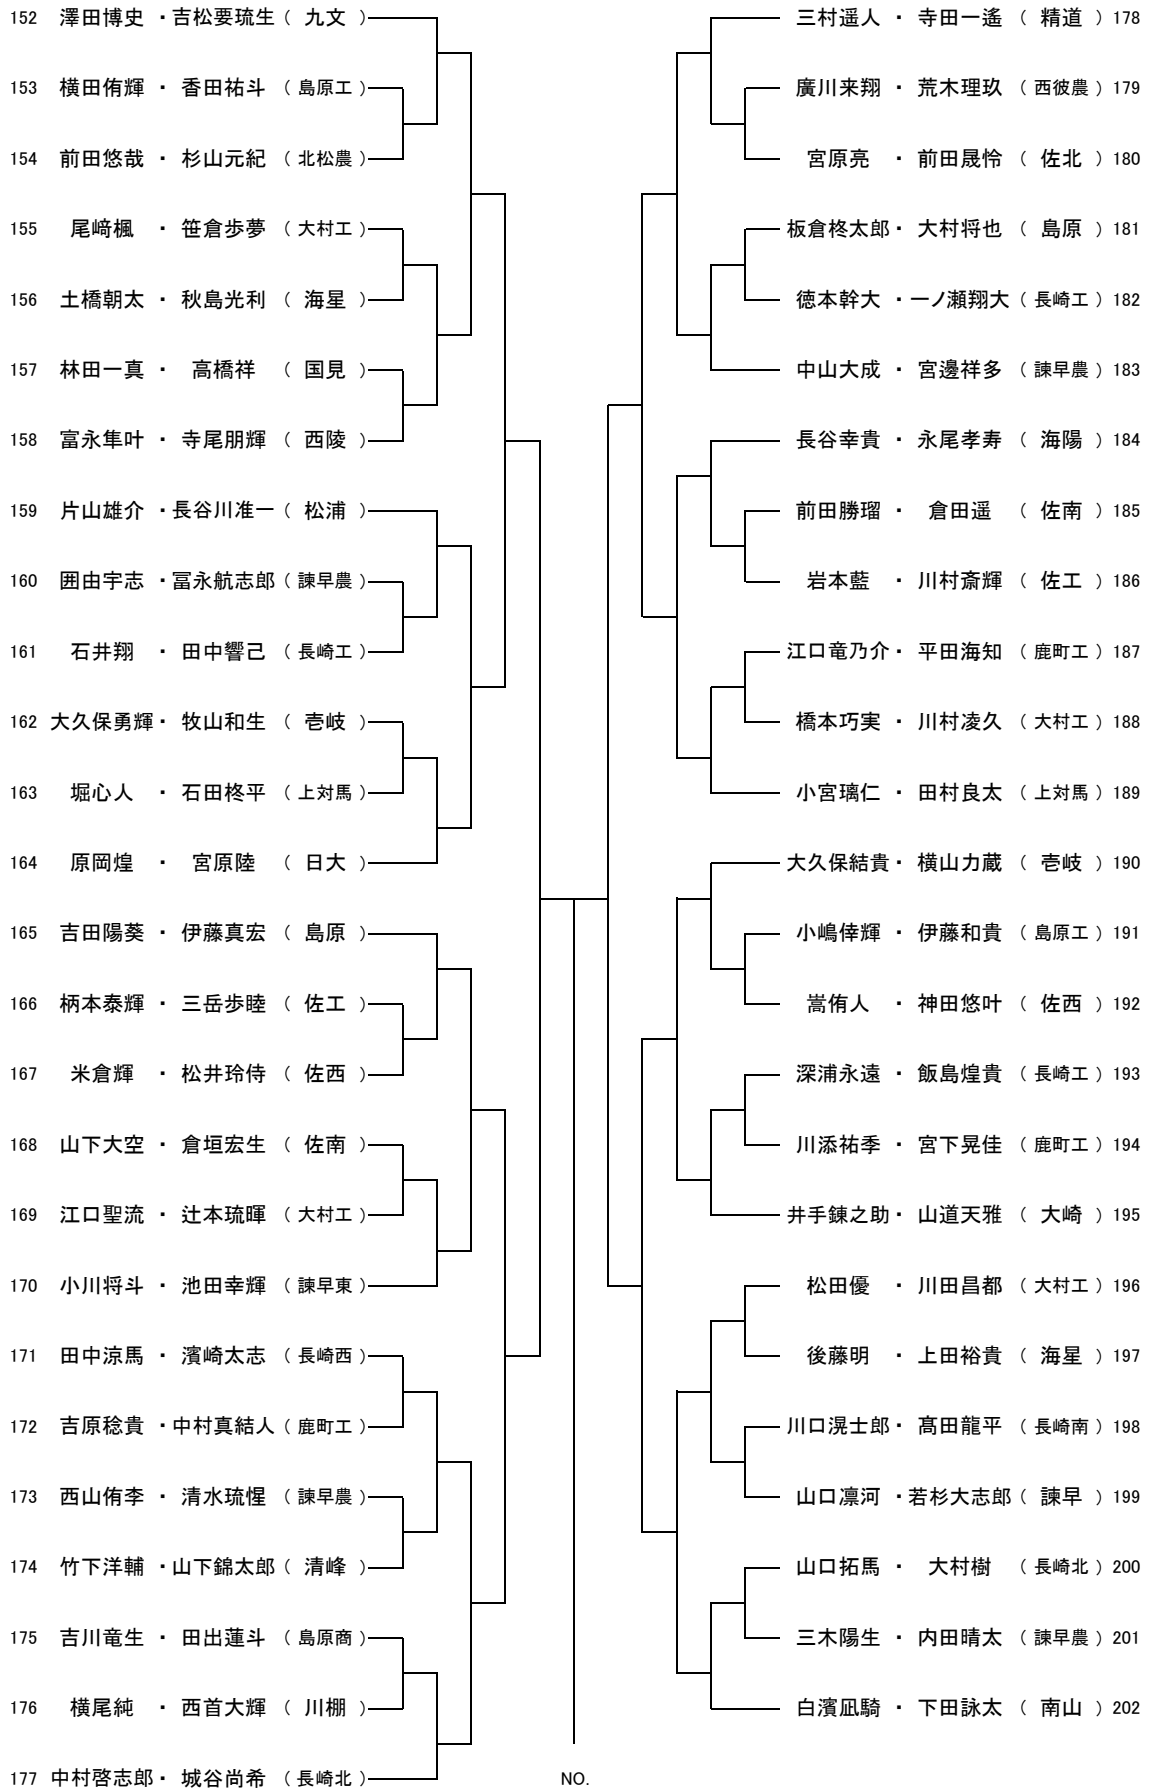 152 澤田博史 ・ 吉松要琉生 （ 九文 ）
153 横田侑輝 ・ 香田祐斗 （ 島原工 ）
154 前田悠哉 ・ 杉山元紀 （ 北松農 ）
155 尾﨑楓 ・ 笹倉歩夢 （ 大村工 ）
156 土橋朝太 ・ 秋島光利 （ 海星 ）
157 林田一真 ・ 高橋祥 （ 国見 ）
158 富永隼叶 ・ 寺尾朋輝 （ 西陵 ）
159 片山雄介 ・ 長谷川准一 （ 松浦 ）
160 囲由宇志 ・ 冨永航志郎 （ 諫早農 ）
161 石井翔 ・ 田中響己 （ 長崎工 ）
162 大久保勇輝 ・ 牧山和生 （ 壱岐 ）
163 堀心人 ・ 石田柊平 （ 上対馬 ）
164 原岡煌 ・ 宮原陸 （ 日大 ）
165 吉田陽葵 ・ 伊藤真宏 （ 島原 ）
166 柄本泰輝 ・ 三岳歩睦 （ 佐工 ）
167 米倉輝 ・ 松井玲侍 （ 佐西 ）
168 山下大空 ・ 倉垣宏生 （ 佐南 ）
169 江口聖流 ・ 辻本琉暉 （ 大村工 ）
170 小川将斗 ・ 池田幸輝 （ 諫早東 ）
171 田中涼馬 ・ 濱崎太志 （ 長崎西 ）
172 吉原稔貴 ・ 中村真結人 （ 鹿町工 ）
173 西山侑李 ・ 清水琉惺 （ 諫早農 ）
174 竹下洋輔 ・ 山下錦太郎 （ 清峰 ）
175 吉川竜生 ・ 田出蓮斗 （ 島原商 ）
176 横尾純 ・ 西首大輝 （ 川棚 ）
177 中村啓志郎 ・ 城谷尚希 （ 長崎北 ）
三村遥人 ・ 寺田一遙 （ 精道 ） 178
廣川来翔 ・ 荒木理玖 （ 西彼農 ） 179
宮原亮 ・ 前田晟怜 （ 佐北 ） 180
板倉柊太郎 ・ 大村将也 （ 島原 ） 181
徳本幹大 ・ 一ノ瀬翔大 （ 長崎工 ） 182
中山大成 ・ 宮邊祥多 （ 諫早農 ） 183
長谷幸貴 ・ 永尾孝寿 （ 海陽 ） 184
前田勝瑠 ・ 倉田遥 （ 佐南 ） 185
岩本藍 ・ 川村斎輝 （ 佐工 ） 186
江口竜乃介 ・ 平田海知 （ 鹿町工 ） 187
橋本巧実 ・ 川村凌久 （ 大村工 ） 188
小宮璃仁 ・ 田村良太 （ 上対馬 ） 189
大久保結貴 ・ 横山力蔵 （ 壱岐 ） 190
小嶋倖輝 ・ 伊藤和貴 （ 島原工 ） 191
嵩侑人 ・ 神田悠叶 （ 佐西 ） 192
深浦永遠 ・ 飯島煌貴 （ 長崎工 ） 193
川添祐季 ・ 宮下晃佳 （ 鹿町工 ） 194
井手錬之助 ・ 山道天雅 （ 大崎 ） 195
松田優 ・ 川田昌都 （ 大村工 ） 196
後藤明 ・ 上田裕貴 （ 海星 ） 197
川口滉士郎 ・ 髙田龍平 （ 長崎南 ） 198
山口凛河 ・ 若杉大志郎 （ 諫早 ） 199
山口拓馬 ・ 大村樹 （ 長崎北 ） 200
三木陽生 ・ 内田晴太 （ 諫早農 ） 201
白濱凪騎 ・ 下田詠太 （ 南山 ） 202
NO.